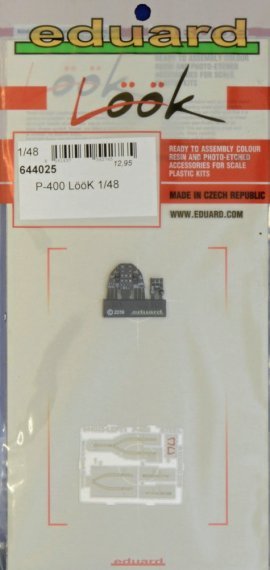 eduard
Löök
READY TO ASSEMBLY COLOUR
RESIN AND PHOTO-ETCHED
ACCESSORIES FOR SCALE
PLASTIC KITS
MADE IN CZECH REPUBLIC
WWW.EDUARD.COM
1/48
12,95
644025
P-400 LööK 1/48
eduard
eduard